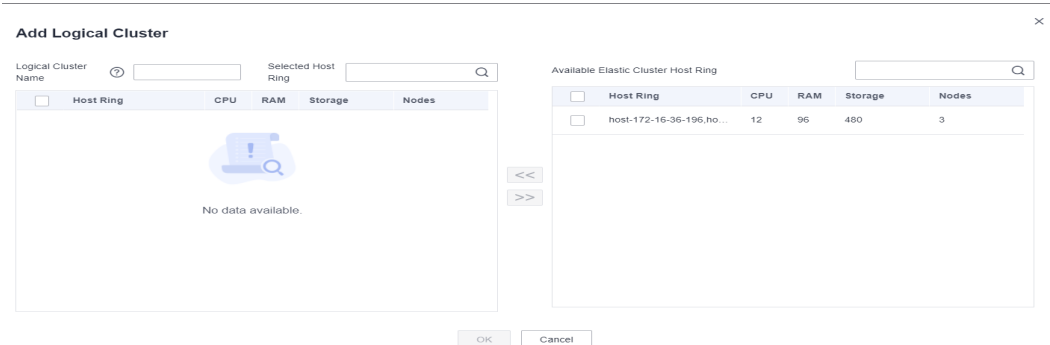 Add Logical Cluster
Logical Cluster Name
Selected Host Ring
Host Ring CPU RAM Storage Nodes
No data available.
<<
>>
Available Elastic Cluster Host Ring
Host Ring CPU RAM Storage Nodes
host-172-16-36-196,ho... 12 96 480 3
OK Cancel